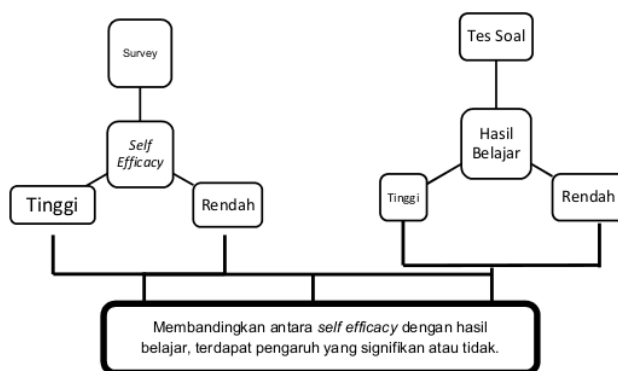 Survey
Tes Soal
Self
Efficacy
Hasil
Belajar
Tinggi
Rendah
Tinggi
Rendah
Membandingkan antara self efficacy dengan hasil
belajar, terdapat pengaruh yang signifikan atau tidak.